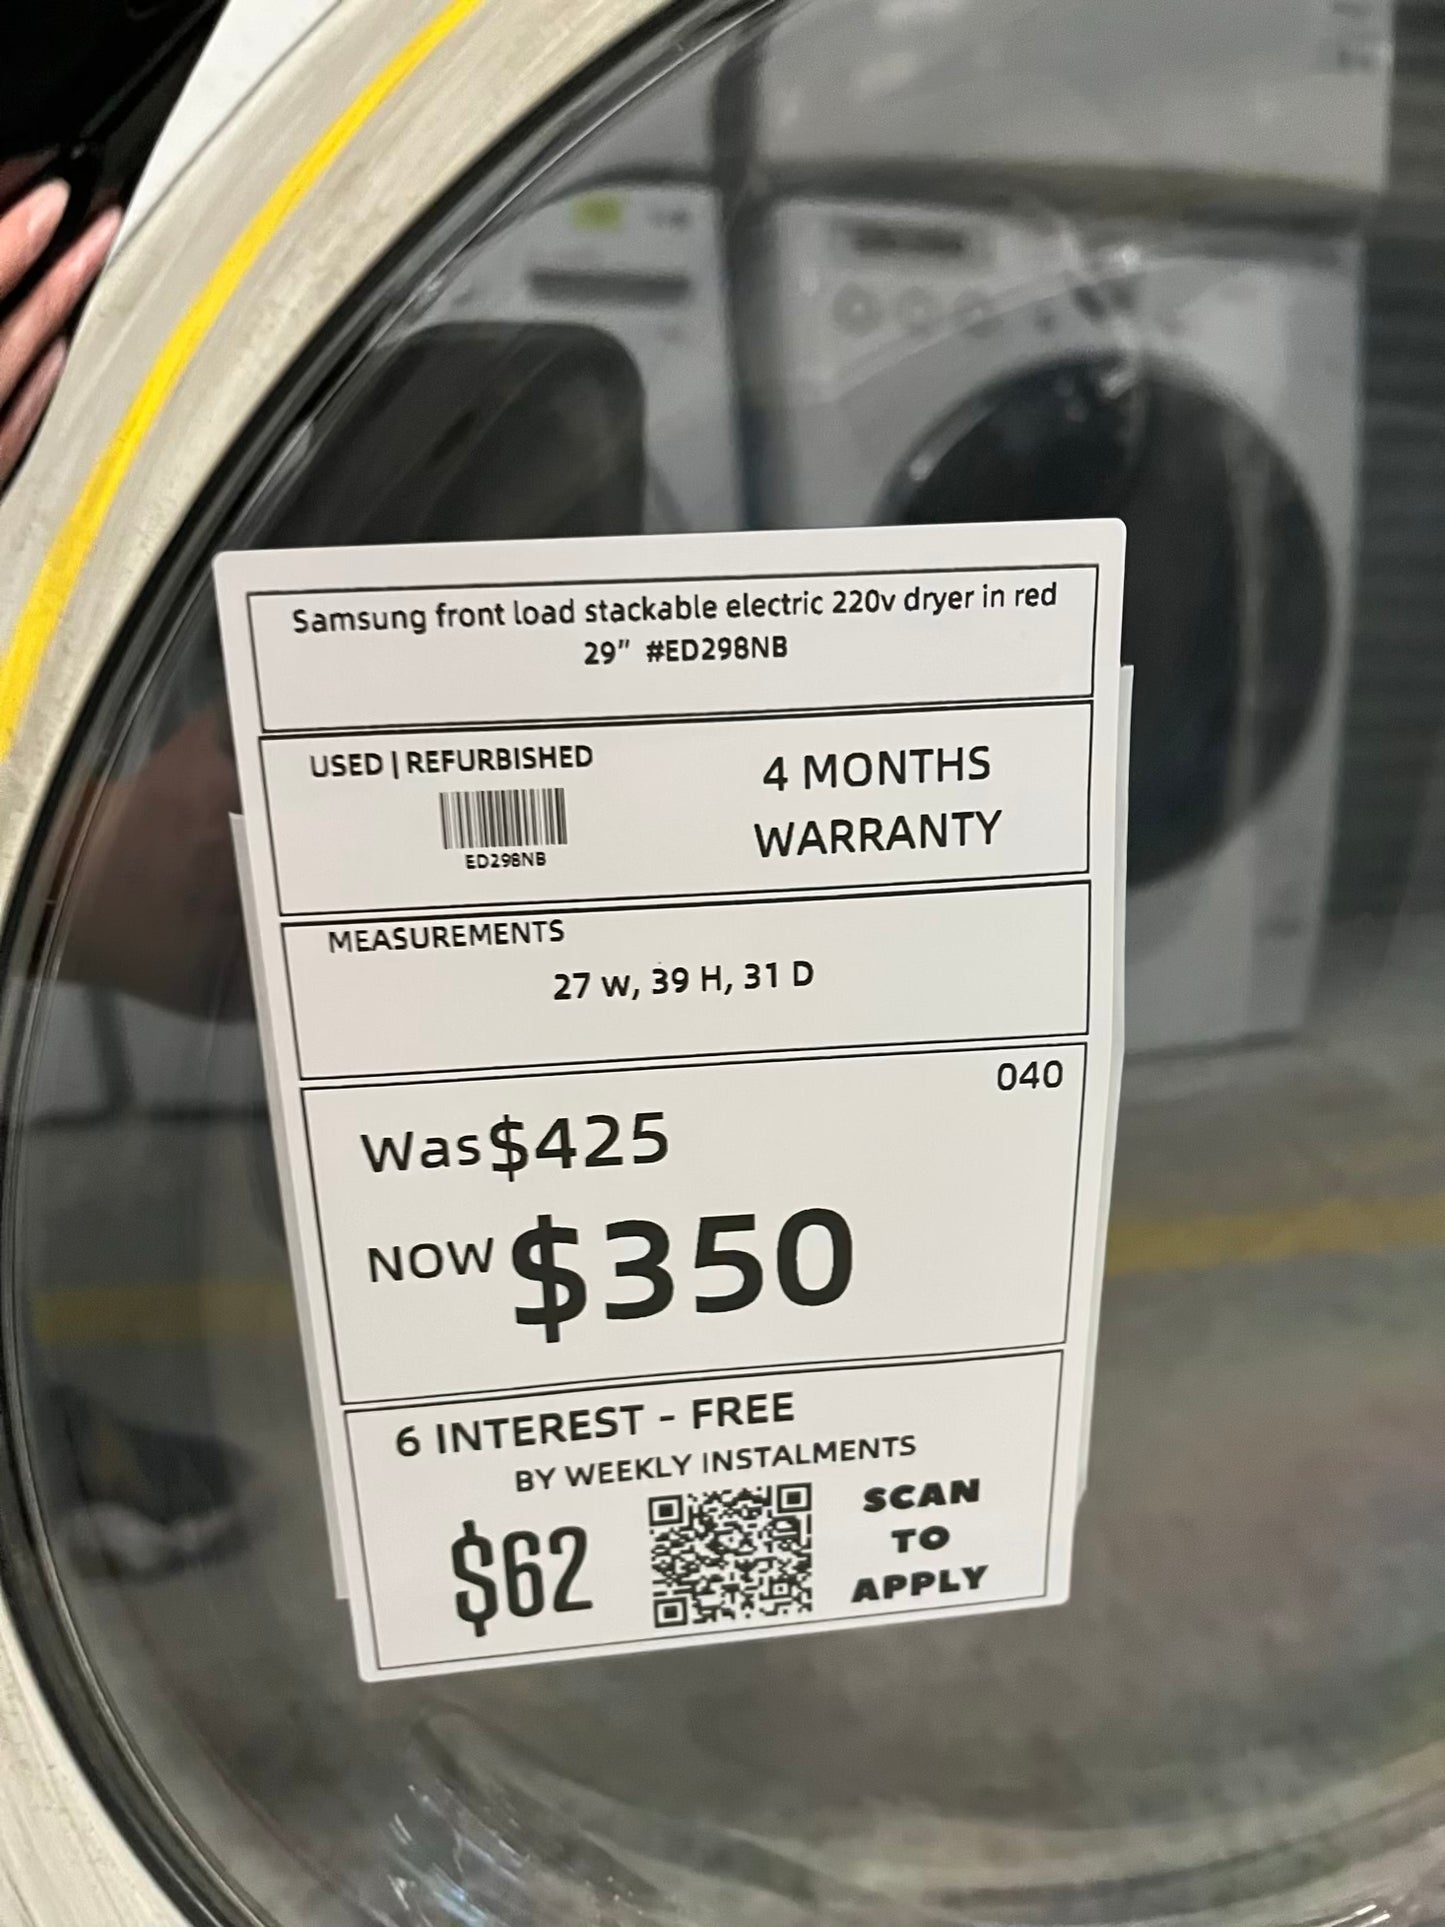 Samsung front load stackable electric 220v dryer in red
29" #ED298NB
USED | REFURBISHED
ED298NB
4 MONTHS
WARRANTY
MEASUREMENTS
27 w, 39 H, 31 D
040
Was $425
NOW $350
6 INTEREST - FREE
BY WEEKLY INSTALMENTS
$62
SCAN
TO
APPLY